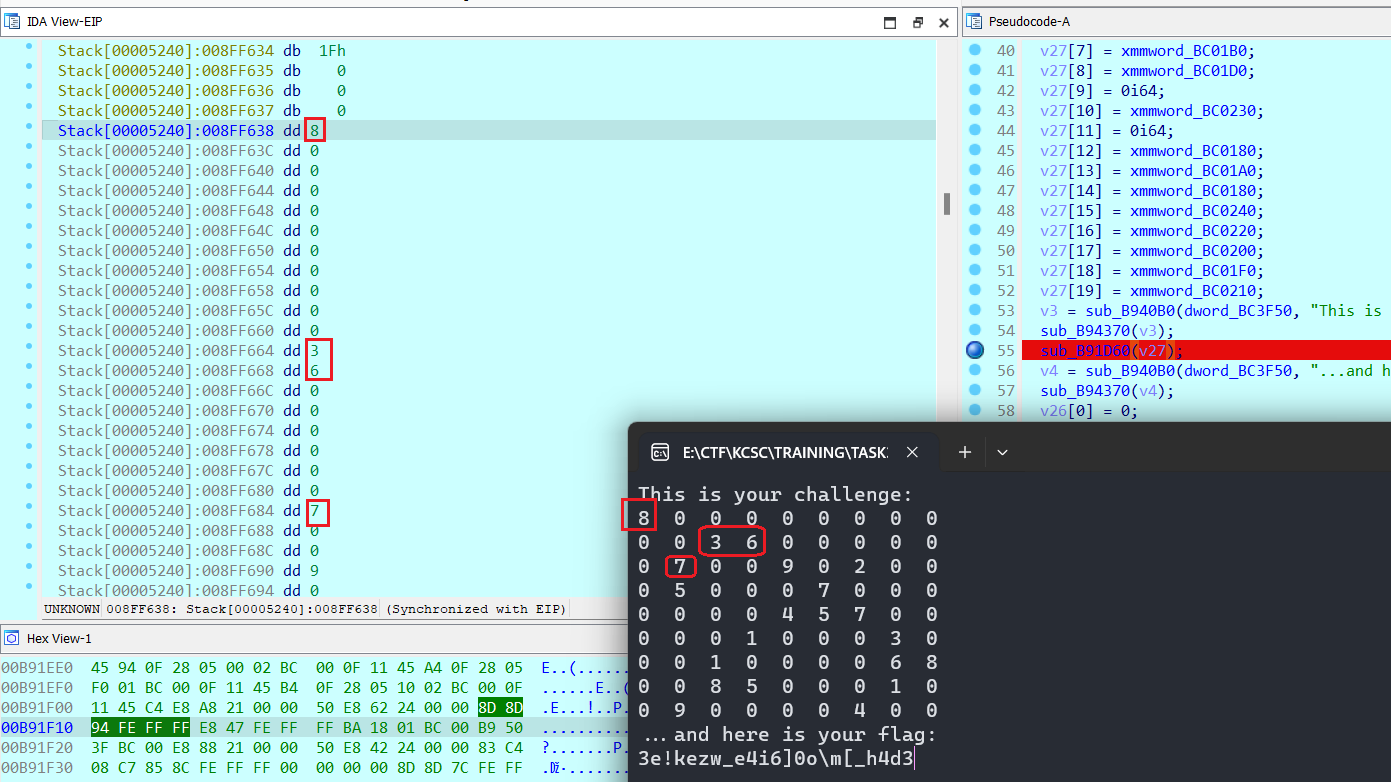 IDA View-EIP
Stack[00005240]:008FF634 db 1Fh
Stack[00005240]:008FF635 db 0
Stack[00005240]:008FF636 db 0
Stack[00005240]:008FF637 db 0
Stack[00005240]:008FF638 dd 8
Stack[00005240]:008FF63C dd 0
Stack[00005240]:008FF640 dd 0
Stack[00005240]:008FF644 dd 0
Stack[00005240]:008FF648 dd 0
Stack[00005240]:008FF64C dd 0
Stack[00005240]:008FF650 dd 0
Stack[00005240]:008FF654 dd 0
Stack[00005240]:008FF658 dd 0
Stack[00005240]:008FF65C dd 0
Stack[00005240]:008FF660 dd 0
Stack[00005240]:008FF664 dd 3
Stack[00005240]:008FF668 dd 6
Stack[00005240]:008FF66C dd 0
Stack[00005240]:008FF670 dd 0
Stack[00005240]:008FF674 dd 0
Stack[00005240]:008FF678 dd 0
Stack[00005240]:008FF67C dd 0
Stack[00005240]:008FF680 dd 0
Stack[00005240]:008FF684 dd 7
Stack[00005240]:008FF688 dd 0
Stack[00005240]:008FF68C dd 0
Stack[00005240]:008FF690 dd 9
Stack[00005240]:008FF694 dd 0
UNKNOWN 008FF638: Stack[00005240]:008FF638 (Synchronized with EIP)
Pseudocode-A
40 v27[7] = xmmword_BC01B0;
41 v27[8] = xmmword_BC01D0;
42 v27[9] = 0i64;
43 v27[10] = xmmword_BC0230;
44 v27[11] = 0i64;
45 v27[12] = xmmword_BC0180;
46 v27[13] = xmmword_BC01A0;
47 v27[14] = xmmword_BC0180;
48 v27[15] = xmmword_BC0240;
49 v27[16] = xmmword_BC0220;
50 v27[17] = xmmword_BC0200;
51 v27[18] = xmmword_BC01F0;
52 v27[19] = xmmword_BC0210;
53 v3 = sub_B940B0(dword_BC3F50, "This is
54 sub_B94370(v3);
55 sub_B91D60(v27);
56 v4 = sub_B940B0(dword_BC3F50, "...and h
57 sub_B94370(v4);
58 v26[0] = 0;
Hex View-1
00B91EE0 45 94 0F 28 05 00 02 BC 00 0F 11 45 A4 0F 28 05 E..(......
00B91EF0 F0 01 BC 00 0F 11 45 B4 0F 28 05 10 02 BC 00 0F ......E..(
00B91F00 11 45 C4 E8 A8 21 00 00 50 E8 62 24 00 00 8D 8D .E...!..P.
00B91F10 94 FE FF FF E8 47 FE FF FF BA 18 01 BC 00 B9 50 ..........
00B91F20 3F BC 00 E8 88 21 00 00 50 E8 42 24 00 00 83 C4 ?.......P.
00B91F30 08 C7 85 8C FE FF FF 00 00 00 00 8D 8D 7C FE FF
E:\CTF\KCSC\TRAINING\TASK
This is your challenge:
8 0 0 0 0 0 0 0 0
0 0 3 6 0 0 0 0 0
0 7 0 0 9 0 2 0 0
0 5 0 0 0 7 0 0 0
0 0 0 0 4 5 7 0 0
0 0 0 1 0 0 0 3 0
0 0 1 0 0 0 0 6 8
0 0 8 5 0 0 0 1 0
0 9 0 0 0 0 4 0 0
...and here is your flag:
3e!kezw_e4i6]0o\m[_h4d3